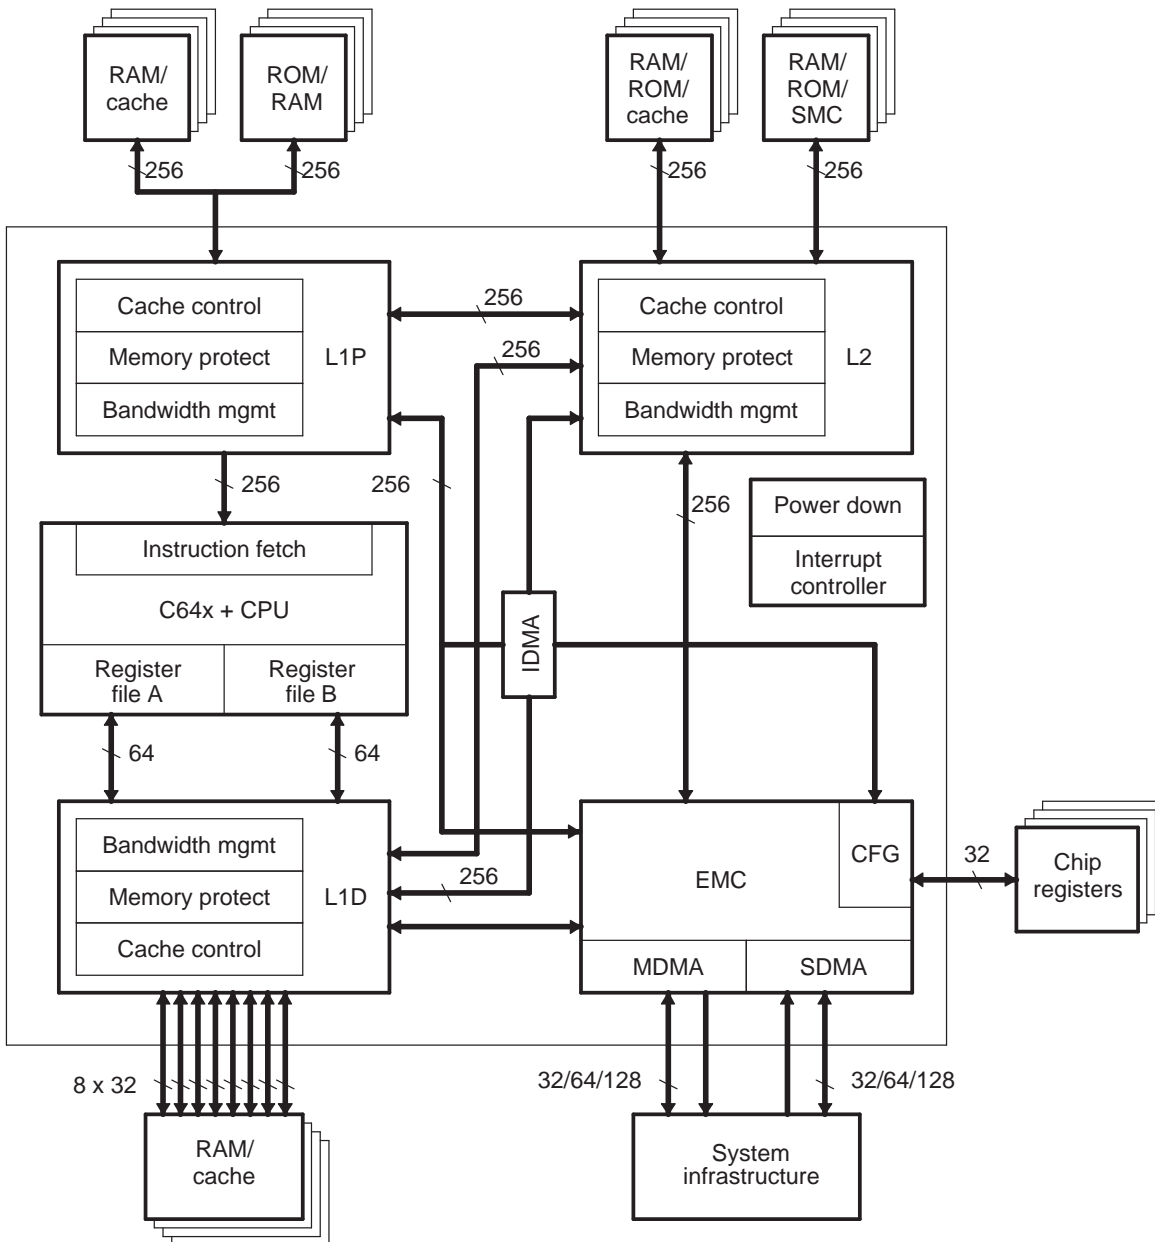 RAM/
cache
ROM/
RAM
RAM/
ROM/
cache
RAM/
ROM/
SMC
256
256
256
256
Cache control
Memory protect
Bandwidth mgmt
L1P
256
256
Cache control
Memory protect
Bandwidth mgmt
L2
256
256
256
Power down
Interrupt
controller
Instruction fetch
C64x + CPU
Register
file A
Register
file B
IDMA
64
64
Bandwidth mgmt
Memory protect
Cache control
L1D
256
EMC
CFG
MDMA
SDMA
32
Chip
registers
8 x 32
32/64/128
32/64/128
RAM/
cache
System
infrastructure